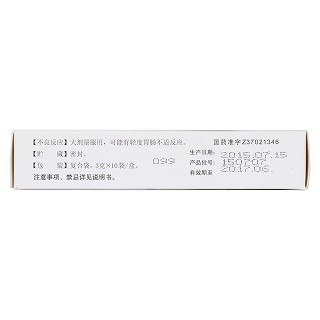 【不良反应】大剂量服用，可能有轻度胃肠不适反应。
【贮　藏】密封。
【包　装】复合袋，3克×10袋/盒。
注意事项、禁忌详见说明书。
099
国药准字Z37021346
生产日期： 2015.07.15
产品批号： 150707
有效期至 2017.06.